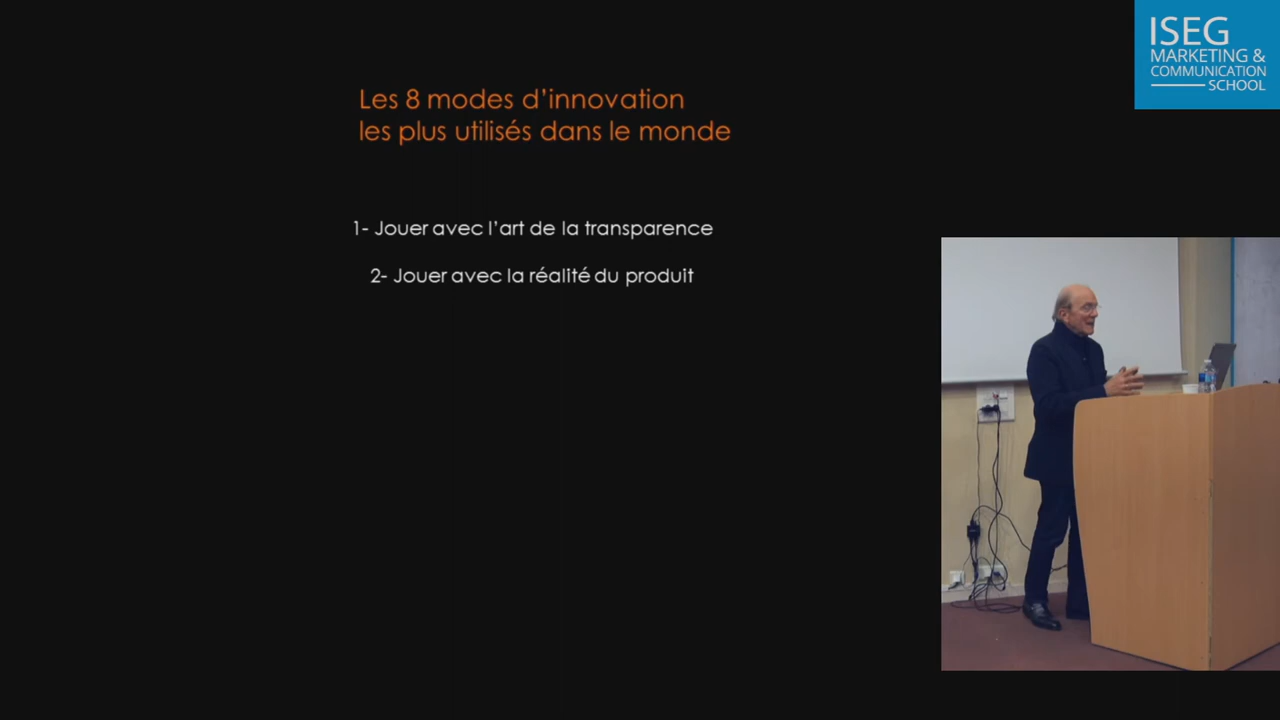 ISEG
MARKETING &
COMMUNICATION
SCHOOL
Les 8 modes d'innovation
les plus utilisés dans le monde
1- Jouer avec l'art de la transparence
2- Jouer avec la réalité du produit